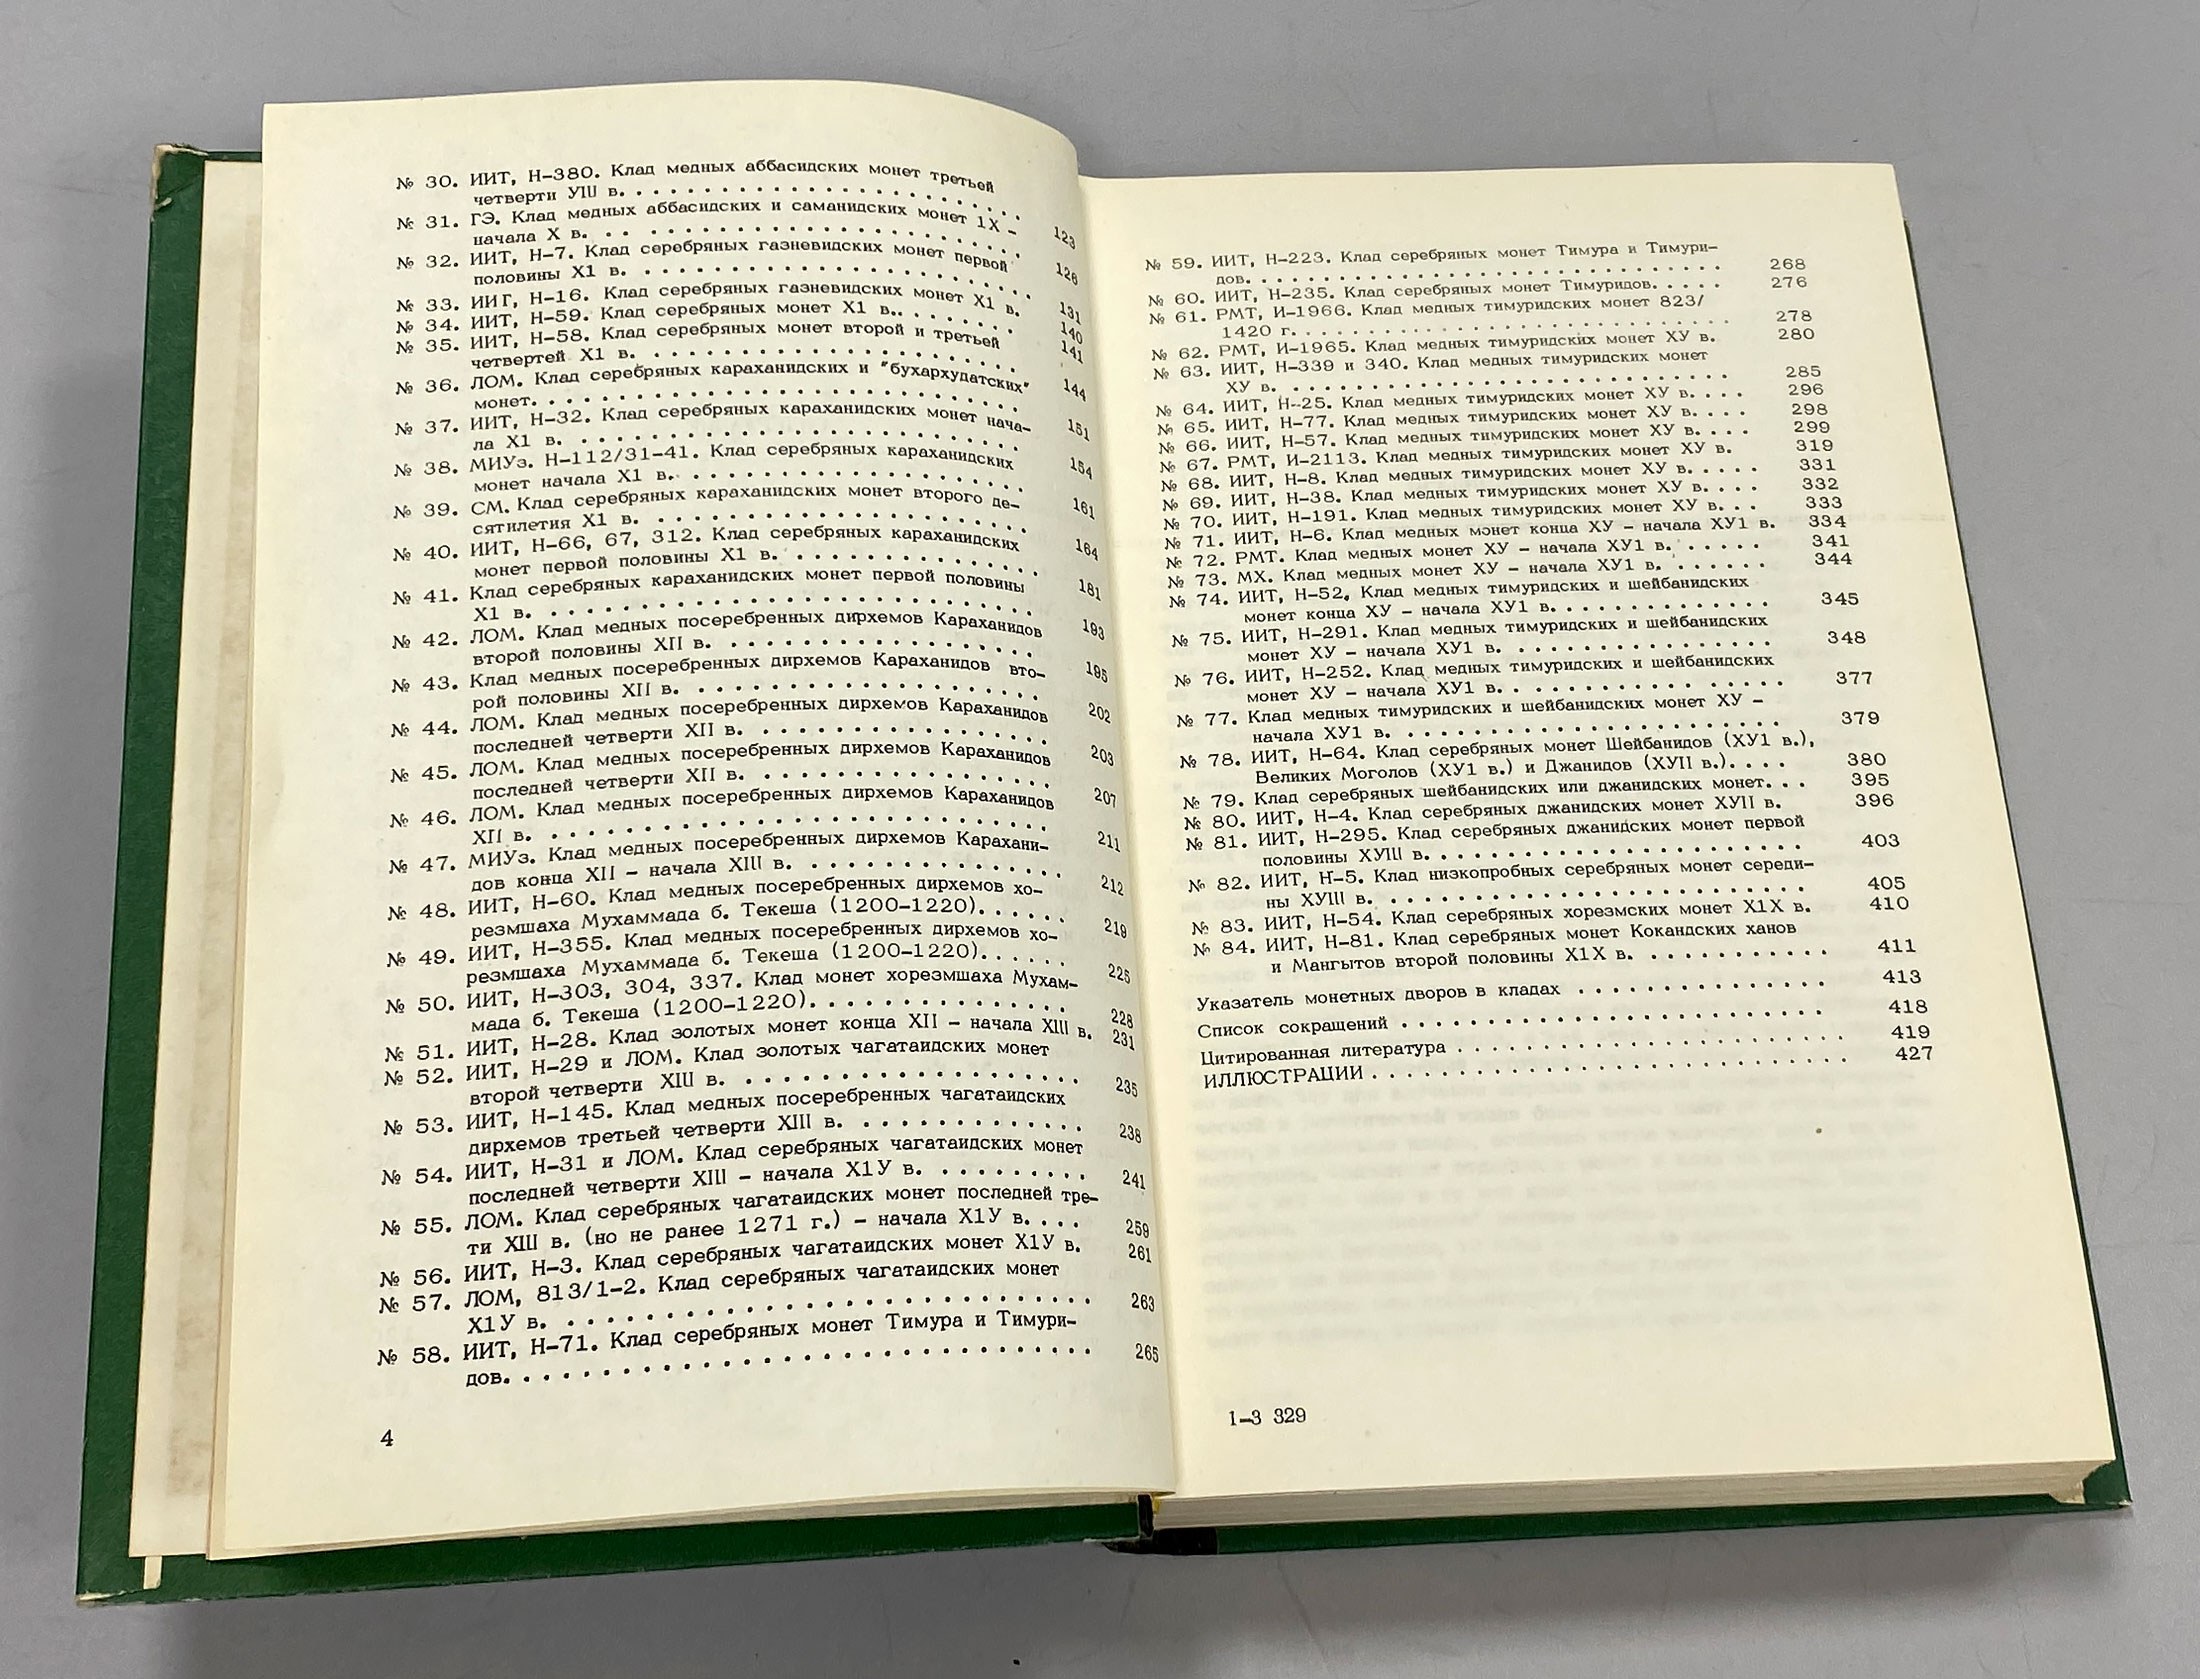 № 30. ИИТ, Н-380. Клад медных аббасидских монет третьей
четверти УIII в. . . . . . . . . . . . . . . . . . . . . 123
№ 31. ГЭ. Клад медных аббасидских и саманидских монет 1Х -
начала Х в. . . . . . . . . . . . . . . . . . . . . 126
№ 32. ИИТ, Н-7. Клад серебряных газневидских монет первой
половины Х1 в. . . . . . . . . . . . . . . . . . . . . 131
№ 33. ИИТ, Н-16. Клад серебряных газневидских монет Х1 в. 140
№ 34. ИИТ, Н-59. Клад серебряных монет Х1 в. . . . . . . . 141
№ 35. ИИТ, Н-58. Клад серебряных монет второй и третьей
четвертей Х1 в. . . . . . . . . . . . . . . . . . . . 144
№ 36. ЛОМ. Клад серебряных караханидских и "бухархудатских"
монет. . . . . . . . . . . . . . . . . . . . . . . . 151
№ 37. ИИТ, Н-32. Клад серебряных караханидских монет нача-
ла Х1 в. . . . . . . . . . . . . . . . . . . . . . . 154
№ 38. МИУз. Н-112/31-41. Клад серебряных караханидских
монет начала Х1 в. . . . . . . . . . . . . . . . . . 161
№ 39. СМ. Клад серебряных караханидских монет второго де-
сятилетия Х1 в. . . . . . . . . . . . . . . . . . . . 164
№ 40. ИИТ, Н-66, 67, 312. Клад серебряных караханидских
монет первой половины Х1 в. . . . . . . . . . . . . . 181
№ 41. Клад серебряных караханидских монет первой половины
Х1 в. . . . . . . . . . . . . . . . . . . . . . . . . 193
№ 42. ЛОМ. Клад медных посеребренных дирхемов Караханидов
второй половины ХII в. . . . . . . . . . . . . . . . . 195
№ 43. Клад медных посеребренных дирхемов Караханидов вто-
рой половины ХII в. . . . . . . . . . . . . . . . . . 202
№ 44. ЛОМ. Клад медных посеребренных дирхемов Караханидов
последней четверти ХII в. . . . . . . . . . . . . . . 203
№ 45. ЛОМ. Клад медных посеребренных дирхемов Караханидов
последней четверти ХII в. . . . . . . . . . . . . . . 207
№ 46. ЛОМ. Клад медных посеребренных дирхемов Караханидов
ХII в. . . . . . . . . . . . . . . . . . . . . . . . 211
№ 47. МИУз. Клад медных посеребренных дирхемов Карахани-
дов конца ХII - начала ХIII в. . . . . . . . . . . . . 212
№ 48. ИИТ, Н-60. Клад медных посеребренных дирхемов хо-
резмшаха Мухаммада б. Текеша (1200-1220). . . . . . 219
№ 49. ИИТ, Н-355. Клад медных посеребренных дирхемов хо-
резмшаха Мухаммада б. Текеша (1200-1220). . . . . . 225
№ 50. ИИТ, Н-303, 304, 337. Клад монет хорезмшаха Мухам-
мада б. Текеша (1200-1220). . . . . . . . . . . . . 228
№ 51. ИИТ, Н-28. Клад золотых монет конца ХII - начала ХIII в. 231
№ 52. ИИТ, Н-29 и ЛОМ. Клад золотых чагатаидских монет
второй четверти ХIII в. . . . . . . . . . . . . . . . . 235
№ 53. ИИТ, Н-145. Клад медных посеребренных чагатаидских
дирхемов третьей четверти ХIII в. . . . . . . . . . . . 238
№ 54. ИИТ, Н-31 и ЛОМ. Клад серебряных чагатаидских монет
последней четверти ХIII - начала Х1У в. . . . . . . . . 241
№ 55. ЛОМ. Клад серебряных чагатаидских монет последней тре-
ти ХIII в. (но не ранее 1271 г.) - начала Х1У в. . . . 259
№ 56. ИИТ, Н-3. Клад серебряных чагатаидских монет Х1У в. 261
№ 57. ЛОМ, 813/1-2. Клад серебряных чагатаидских монет
Х1У в. . . . . . . . . . . . . . . . . . . . . . . . 263
№ 58. ИИТ, Н-71. Клад серебряных монет Тимура и Тимури-
дов. . . . . . . . . . . . . . . . . . . . . . . . . 265
4
№ 59. ИИТ, Н-223. Клад серебряных монет Тимура и Тимури-
дов. . . . . . . . . . . . . . . . . . . . . . . . . 268
№ 60. ИИТ, Н-235. Клад серебряных монет Тимуридов. . . . . 276
№ 61. РМТ, И-1966. Клад медных тимуридских монет 823/
1420 г. . . . . . . . . . . . . . . . . . . . . . . . 278
№ 62. РМТ, И-1965. Клад медных тимуридских монет ХУ в. 280
№ 63. ИИТ, Н-339 и 340. Клад медных тимуридских монет
ХУ в. . . . . . . . . . . . . . . . . . . . . . . . . 285
№ 64. ИИТ, Н-25. Клад медных тимуридских монет ХУ в. . . . 296
№ 65. ИИТ, Н-77. Клад медных тимуридских монет ХУ в. . . . 298
№ 66. ИИТ, Н-57. Клад медных тимуридских монет ХУ в. . . . 299
№ 67. РМТ, И-2113. Клад медных тимуридских монет ХУ в. 319
№ 68. ИИТ, Н-8. Клад медных тимуридских монет ХУ в. . . . . 331
№ 69. ИИТ, Н-38. Клад медных тимуридских монет ХУ в. . . . 332
№ 70. ИИТ, Н-191. Клад медных тимуридских монет ХУ в. . . 333
№ 71. ИИТ, Н-6. Клад медных монет конца ХУ - начала ХУ1 в. 334
№ 72. РМТ. Клад медных монет ХУ - начала ХУ1 в. . . . . . 341
№ 73. МХ. Клад медных монет ХУ - начала ХУ1 в. . . . . . . 344
№ 74. ИИТ, Н-52. Клад медных тимуридских и шейбанидских
монет конца ХУ - начала ХУ1 в. . . . . . . . . . . . . 345
№ 75. ИИТ, Н-291. Клад медных тимуридских и шейбанидских
монет ХУ - начала ХУ1 в. . . . . . . . . . . . . . . . 348
№ 76. ИИТ, Н-252. Клад медных тимуридских и шейбанидских
монет ХУ - начала ХУ1 в. . . . . . . . . . . . . . . . 377
№ 77. Клад медных тимуридских и шейбанидских монет ХУ -
начала ХУ1 в. . . . . . . . . . . . . . . . . . . . . 379
№ 78. ИИТ, Н-64. Клад серебряных монет Шейбанидов (ХУ1 в.),
Великих Моголов (ХУ1 в.) и Джанидов (ХУII в.). . . . 380
№ 79. Клад серебряных шейбанидских или джанидских монет. . . 395
№ 80. ИИТ, Н-4. Клад серебряных джанидских монет ХУII в. 396
№ 81. ИИТ, Н-295. Клад серебряных джанидских монет первой
половины ХУIII в. . . . . . . . . . . . . . . . . . . 403
№ 82. ИИТ, Н-5. Клад низкопробных серебряных монет середи-
ны ХУIII в. . . . . . . . . . . . . . . . . . . . . . 405
№ 83. ИИТ, Н-54. Клад серебряных хорезмских монет Х1Х в. 410
№ 84. ИИТ, Н-81. Клад серебряных монет Кокандских ханов
и Мангытов второй половины Х1Х в. . . . . . . . . . . 411
Указатель монетных дворов в кладах . . . . . . . . . . . . . . 413
Список сокращений . . . . . . . . . . . . . . . . . . . . . . . 418
Цитированная литература . . . . . . . . . . . . . . . . . . . . 419
ИЛЛЮСТРАЦИИ . . . . . . . . . . . . . . . . . . . . . . . . . 427
1-3 329